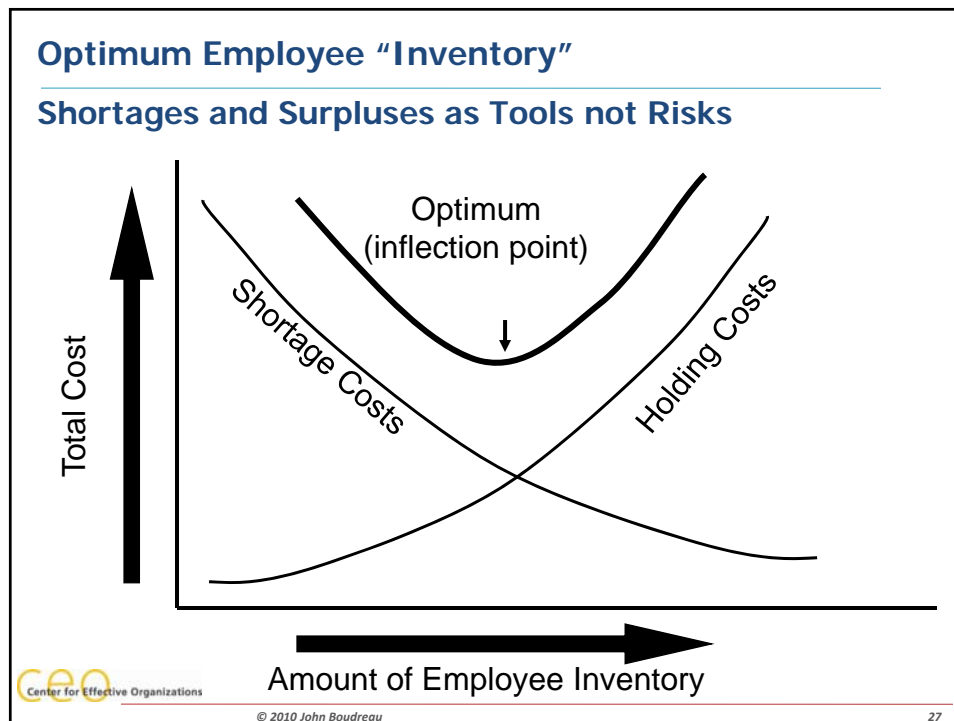 Optimum Employee “Inventory”
Shortages and Surpluses as Tools not Risks
Optimum
(inflection point)
Shortage Costs
Holding Costs
Total Cost
Amount of Employee Inventory
ceo
Center for Effective Organizations
© 2010 John Boudreau
27